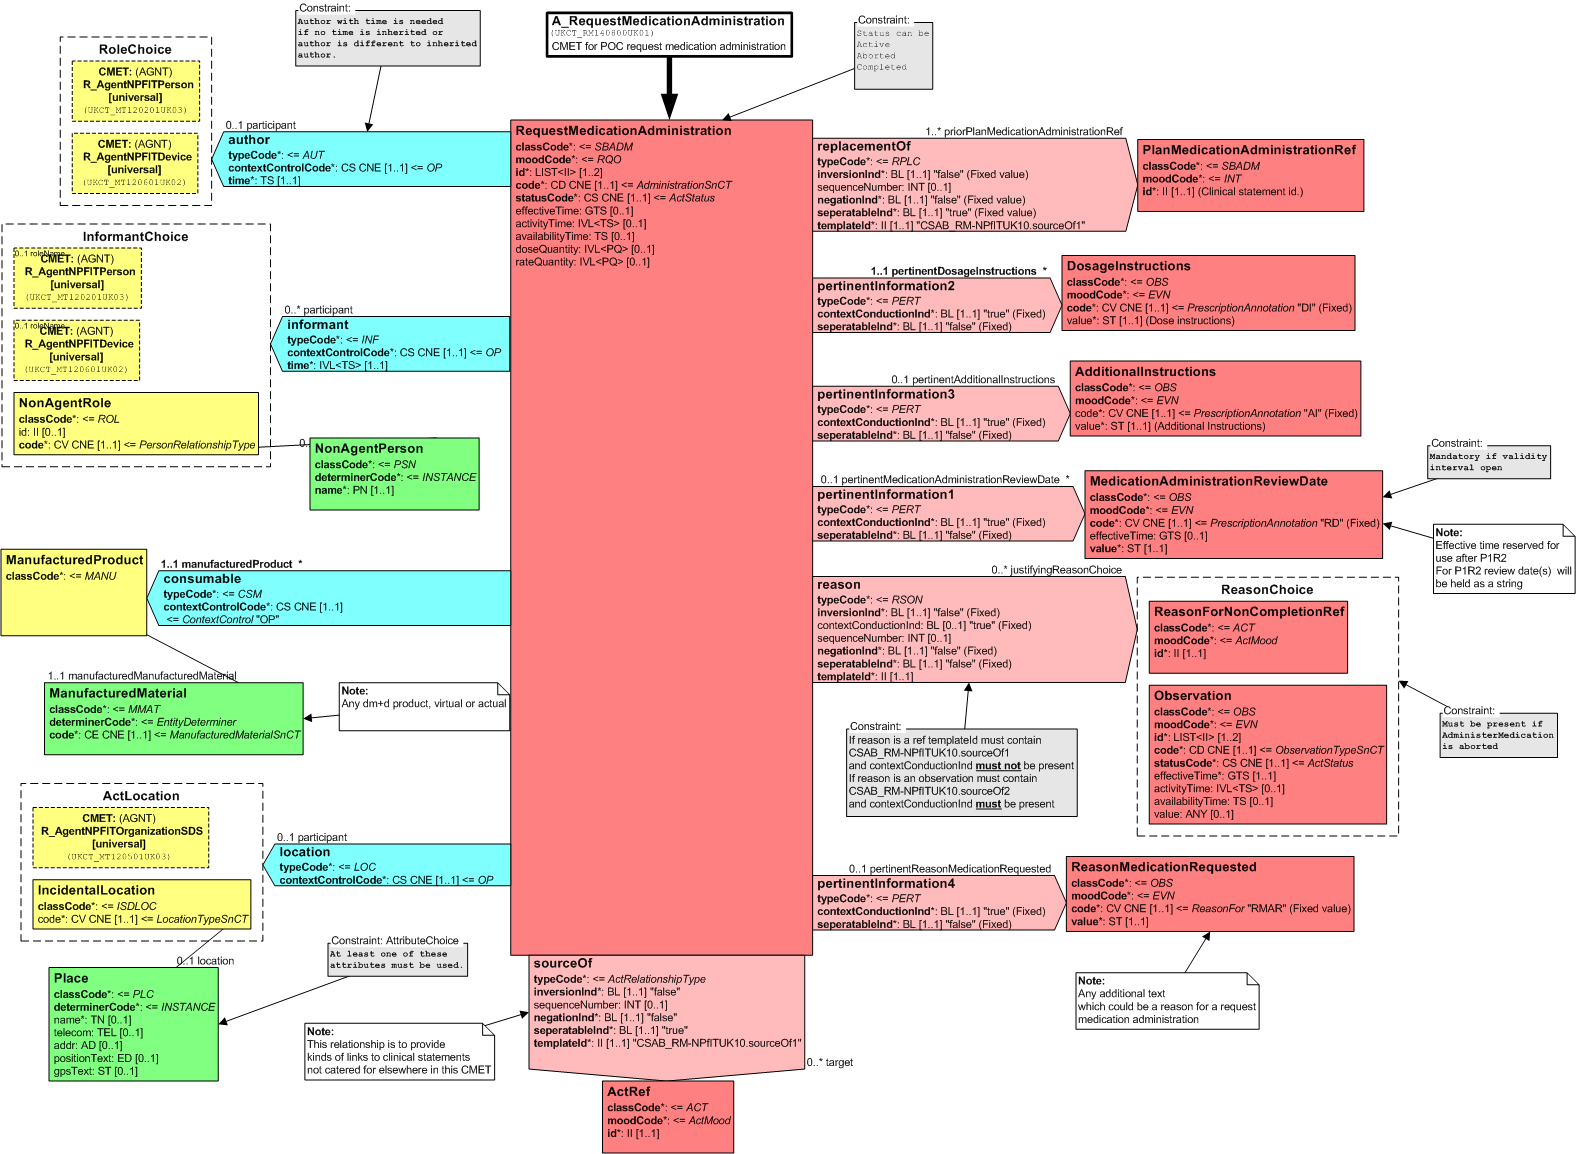 A_RequestMedicationAdministration
(UKCT_RM140800UK01)
CMET for POC request medication administration
Constraint:
Author with time is needed
if no time is inherited or
author is different to inherited
author.
Constraint:
Status can be
Active
Aborted
Completed
RoleChoice
CMET: (AGNT)
R_AgentNPFITPerson
[universal]
(UKCT_MT120201UK03)
CMET: (AGNT)
R_AgentNPFITDevice
[universal]
(UKCT_MT120601UK02)
0..1 participant
author
typeCode*: <= AUT
contextControlCode*: CS CNE [1..1] <= OP
time*: TS [1..1]
RequestMedicationAdministration
classCode*: <= SBADM
moodCode*: <= RQO
id*: LIST<II> [1..2]
code*: CD CNE [1..1] <= AdministrationSnCT
statusCode*: CS CNE [1..1] <= ActStatus
effectiveTime: GTS [0..1]
activityTime: IVL<TS> [0..1]
availabilityTime: TS [0..1]
doseQuantity: IVL<PQ> [0..1]
rateQuantity: IVL<PQ> [0..1]
1..* priorPlanMedicationAdministrationRef
replacementOf
typeCode*: <= RPLC
inversionInd*: BL [1..1] "false" (Fixed value)
sequenceNumber: INT [0..1]
negationInd*: BL [1..1] "false" (Fixed value)
seperatableInd*: BL [1..1] "true" (Fixed value)
templateId*: II [1..1] "CSAB_RM-NPfITUK10.sourceOf1"
PlanMedicationAdministrationRef
classCode*: <= SBADM
moodCode*: <= INT
id*: II [1..1] (Clinical statement id.)
InformantChoice
0..1 roleName
CMET: (AGNT)
R_AgentNPFITPerson
[universal]
(UKCT_MT120201UK03)
0..1 roleName
CMET: (AGNT)
R_AgentNPFITDevice
[universal]
(UKCT_MT120601UK02)
NonAgentRole
classCode*: <= ROL
id: II [0..1]
code*: CV CNE [1..1] <= PersonRelationshipType
0..* participant
informant
typeCode*: <= INF
contextControlCode*: CS CNE [1..1] <= OP
time*: IVL<TS> [1..1]
0..
NonAgentPerson
classCode*: <= PSN
determinerCode*: <= INSTANCE
name*: PN [1..1]
1..1 pertinentDosageInstructions *
pertinentInformation2
typeCode*: <= PERT
contextConductionInd*: BL [1..1] "true" (Fixed)
seperatableInd*: BL [1..1] "false" (Fixed)
DosageInstructions
classCode*: <= OBS
moodCode*: <= EVN
code*: CV CNE [1..1] <= PrescriptionAnnotation "DI" (Fixed)
value*: ST [1..1] (Dose instructions)
0..1 pertinentAdditionalInstructions
pertinentInformation3
typeCode*: <= PERT
contextConductionInd*: BL [1..1] "true" (Fixed)
seperatableInd*: BL [1..1] "false" (Fixed)
AdditionalInstructions
classCode*: <= OBS
moodCode*: <= EVN
code*: CV CNE [1..1] <= PrescriptionAnnotation "AI" (Fixed)
value*: ST [1..1] (Additional Instructions)
0..1 pertinentMedicationAdministrationReviewDate *
pertinentInformation1
typeCode*: <= PERT
contextConductionInd*: BL [1..1] "true" (Fixed)
seperatableInd*: BL [1..1] "false" (Fixed)
MedicationAdministrationReviewDate
classCode*: <= OBS
moodCode*: <= EVN
code*: CV CNE [1..1] <= PrescriptionAnnotation "RD" (Fixed)
effectiveTime: GTS [0..1]
value*: ST [1..1]
Constraint:
Mandatory if validity
interval open
Note:
Effective time reserved for
use after P1R2
For P1R2 review date(s) will
be held as a string
ManufacturedProduct
classCode*: <= MANU
1..1 manufacturedProduct *
consumable
typeCode*: <= CSM
contextControlCode*: CS CNE [1..1]
<= ContextControl "OP"
1..1 manufacturedManufacturedMaterial
ManufacturedMaterial
classCode*: <= MMAT
determinerCode*: <= EntityDeterminer
code*: CE CNE [1..1] <= ManufacturedMaterialSnCT
Note:
Any dm+d product, virtual or actual
0..* justifyingReasonChoice
reason
typeCode*: <= RSON
inversionInd*: BL [1..1] "false" (Fixed)
contextConductionInd: BL [0..1] "true" (Fixed)
sequenceNumber: INT [0..1]
negationInd*: BL [1..1] "false" (Fixed)
seperatableInd*: BL [1..1] "false" (Fixed)
templateId*: II [1..1]
ReasonChoice
ReasonForNonCompletionRef
classCode*: <= ACT
moodCode*: <= ActMood
id*: II [1..1]
Observation
classCode*: <= OBS
moodCode*: <= EVN
id*: LIST<II> [1..2]
code*: CD CNE [1..1] <= ObservationTypeSnCT
statusCode*: CS CNE [1..1] <= ActStatus
effectiveTime*: GTS [1..1]
activityTime: IVL<TS> [0..1]
availabilityTime: TS [0..1]
value: ANY [0..1]
Constraint:
Must be present if
AdministerMedication
is aborted
Constraint:
If reason is a ref templateId must contain
CSAB_RM-NPfITUK10.sourceOf1
and contextConductionInd must not be present
If reason is an observation must contain
CSAB_RM-NPfITUK10.sourceOf2
and contextConductionInd must be present
ActLocation
CMET: (AGNT)
R_AgentNPFITOrganizationSDS
[universal]
(UKCT_MT120501UK03)
IncidentalLocation
classCode*: <= ISDLOC
code*: CV CNE [1..1] <= LocationTypeSnCT
0..1 participant
location
typeCode*: <= LOC
contextControlCode*: CS CNE [1..1] <= OP
0..1 location
Place
classCode*: <= PLC
determinerCode*: <= INSTANCE
name*: TN [0..1]
telecom: TEL [0..1]
addr: AD [0..1]
positionText: ED [0..1]
gpsText: ST [0..1]
Constraint: AttributeChoice
At least one of these
attributes must be used.
0..1 pertinentReasonMedicationRequested
pertinentInformation4
typeCode*: <= PERT
contextConductionInd*: BL [1..1] "true" (Fixed)
seperatableInd*: BL [1..1] "false" (Fixed)
ReasonMedicationRequested
classCode*: <= OBS
moodCode*: <= EVN
code*: CV CNE [1..1] <= ReasonFor "RMAR" (Fixed value)
value*: ST [1..1]
Note:
Any additional text
which could be a reason for a request
medication administration
sourceOf
typeCode*: <= ActRelationshipType
inversionInd*: BL [1..1] "false"
sequenceNumber: INT [0..1]
negationInd*: BL [1..1] "false"
seperatableInd*: BL [1..1] "true"
templateId*: II [1..1] "CSAB_RM-NPfITUK10.sourceOf1"
Note:
This relationship is to provide
kinds of links to clinical statements
not catered for elsewhere in this CMET
0..* target
ActRef
classCode*: <= ACT
moodCode*: <= ActMood
id*: II [1..1]